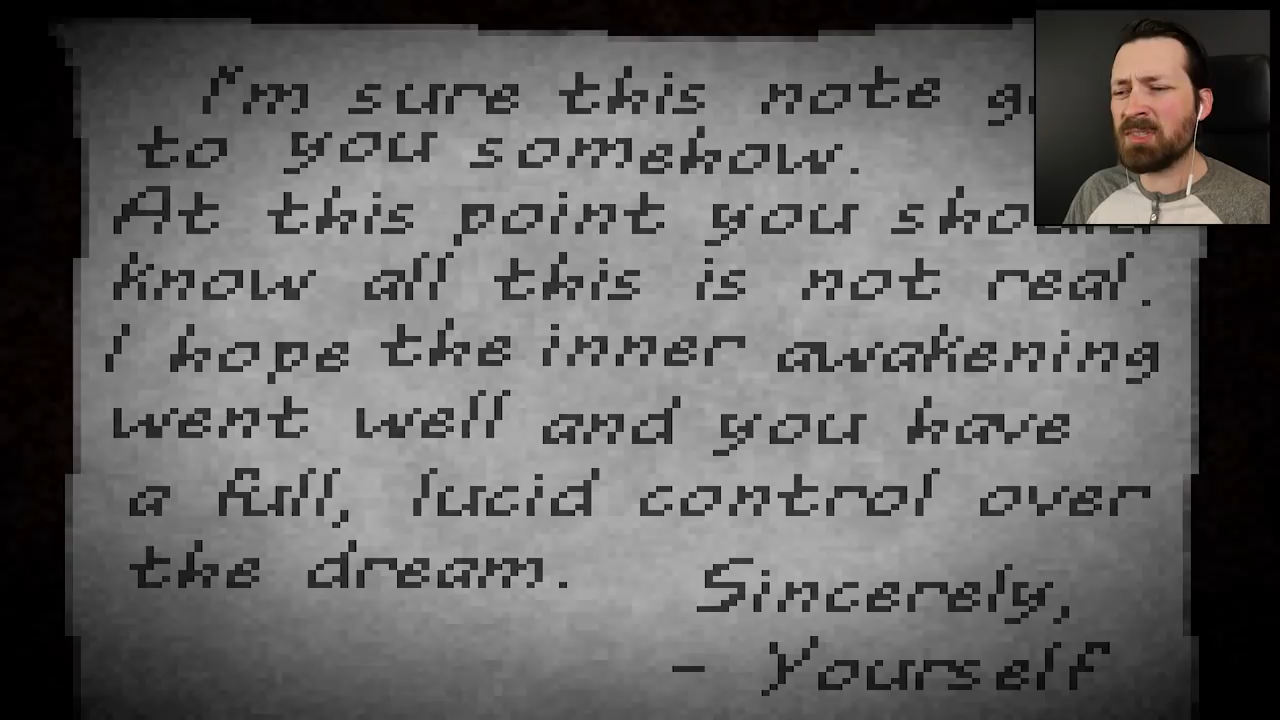 I'm sure this note
to you somehow.
At this point you should
know all this is not real.
I hope the inner awakening
went well and you have
a full, lucid control over
the dream.
Sincerely,
- Yourself